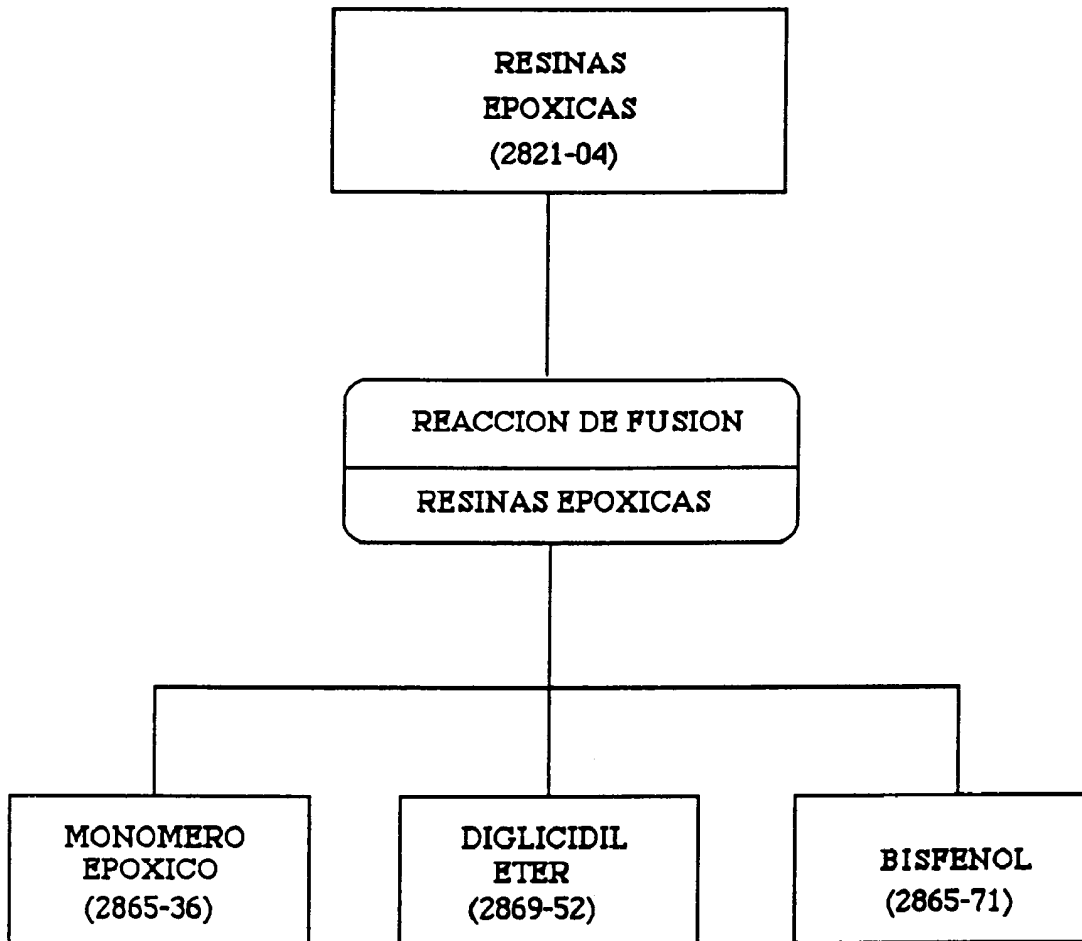 RESINAS
EPOXICAS
(2821-04)
REACCION DE FUSION
RESINAS EPOXICAS
MONOMERO
EPOXICO
(2865-36)
DIGLICIDIL
ETER
(2869-52)
BISFENOL
(2865-71)